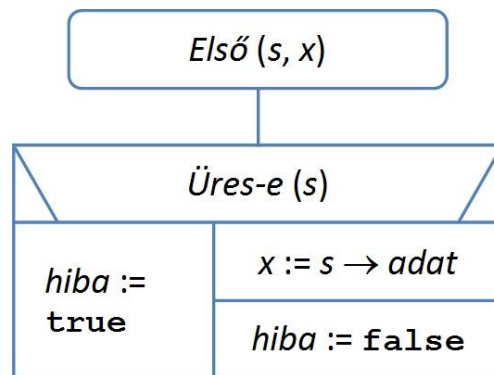 Első (s, x)
Üres-e (s)
hiba :=
true
x := s → adat
hiba := false